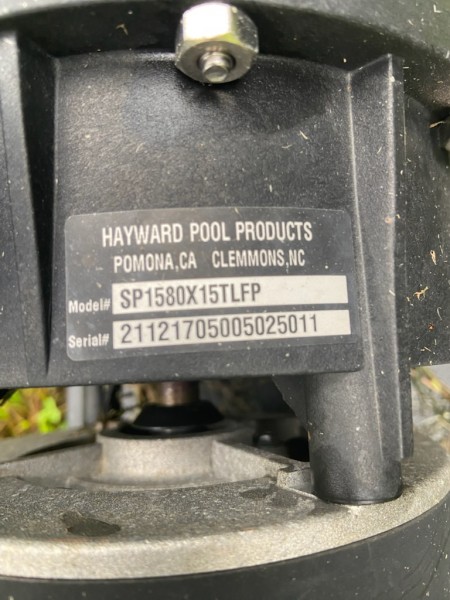 HAYWARD POOL PRODUCTS
POMONA,CA CLEMMONS,NC
Model# SP1580X15TLFP
Serial# 21121705005025011